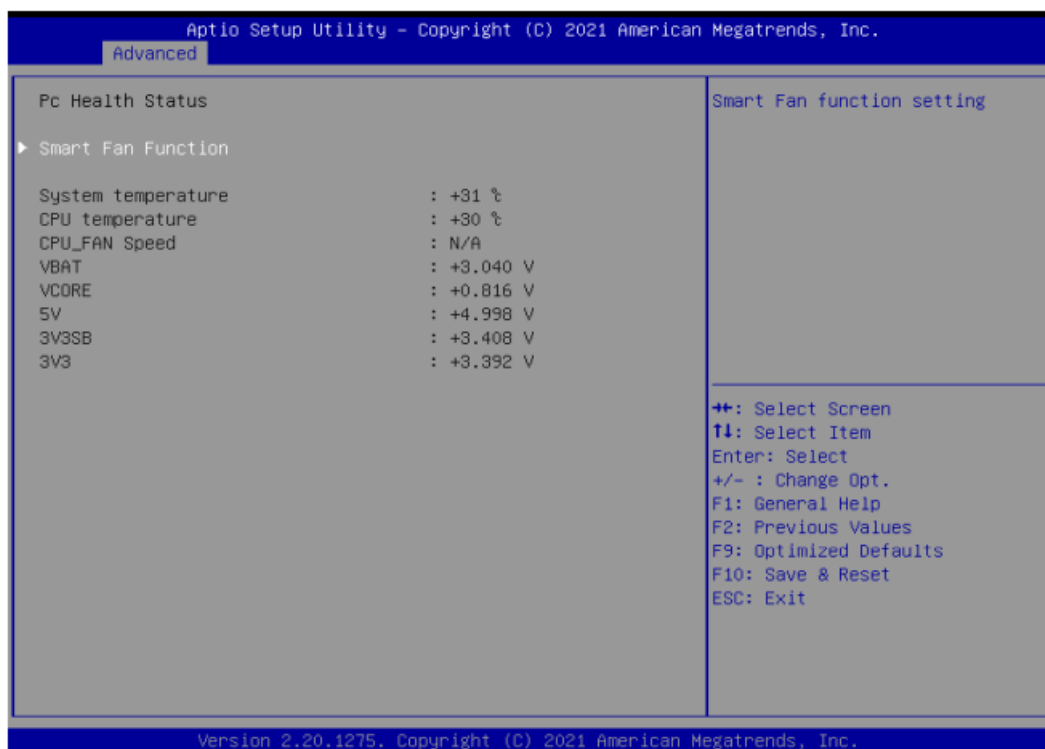 Aptio Setup Utility – Copyright (C) 2021 American Megatrends, Inc.
Advanced
Pc Health Status
Smart Fan Function
System temperature : +31 ℃
CPU temperature : +30 ℃
CPU_FAN Speed : N/A
VBAT : +3.040 V
VCORE : +0.816 V
5V : +4.998 V
3V3SB : +3.408 V
3V3 : +3.392 V
Smart Fan function setting
→←: Select Screen
↑↓: Select Item
Enter: Select
+/- : Change Opt.
F1: General Help
F2: Previous Values
F9: Optimized Defaults
F10: Save & Reset
ESC: Exit
Version 2.20.1275. Copyright (C) 2021 American Megatrends, Inc.